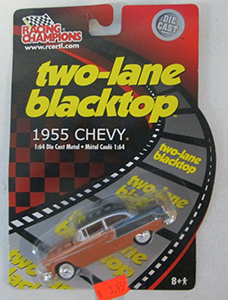 RACING
CHAMPIONS
www.rcertl.com
DIE
CAST
two-lane
blacktop
1955 CHEVY.
1:64 Die Cast Metal • Métal Coulé 1:64
two-lane
blacktop
8+